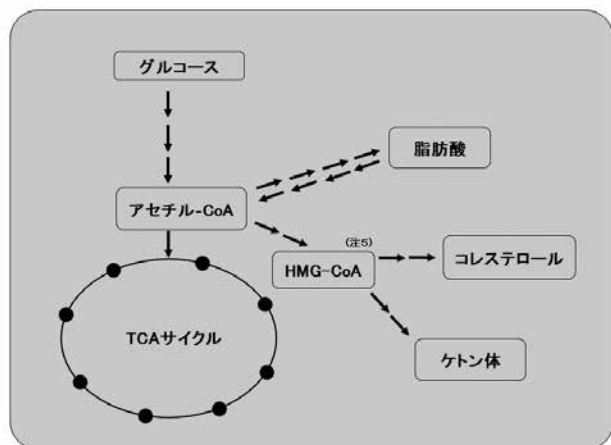 グルコース
脂肪酸
アセチル-CoA
(注5)
HMG-CoA
コレステロール
TCAサイクル
ケトン体